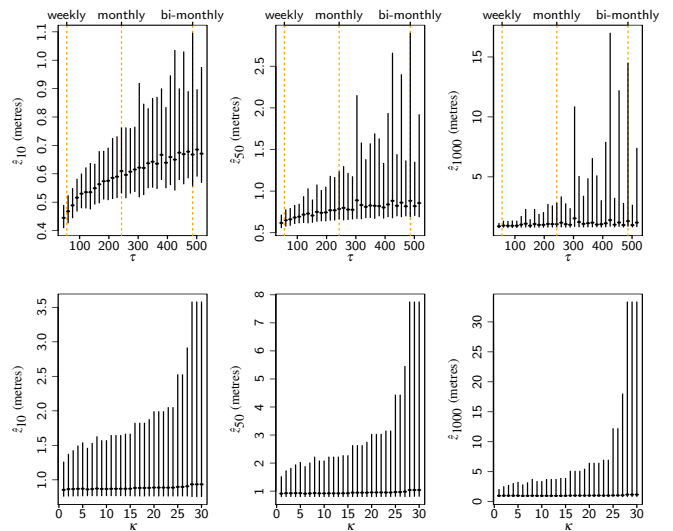 weekly monthly bi-monthly
weekly monthly bi-monthly
weekly monthly bi-monthly
ẑ10 (metres)
0.4 0.5 0.6 0.7 0.8 0.9 1.0 1.1
100 200 300 400 500
τ
ẑ50 (metres)
0.5 1.0 1.5 2.0 2.5
100 200 300 400 500
τ
ẑ1000 (metres)
5 10 15
100 200 300 400 500
τ
ẑ10 (metres)
1.0 1.5 2.0 2.5 3.0 3.5
0 5 10 15 20 25 30
κ
ẑ50 (metres)
1 2 3 4 5 6 7 8
0 5 10 15 20 25 30
κ
ẑ1000 (metres)
0 5 10 15 20 25 30
0 5 10 15 20 25 30
κ